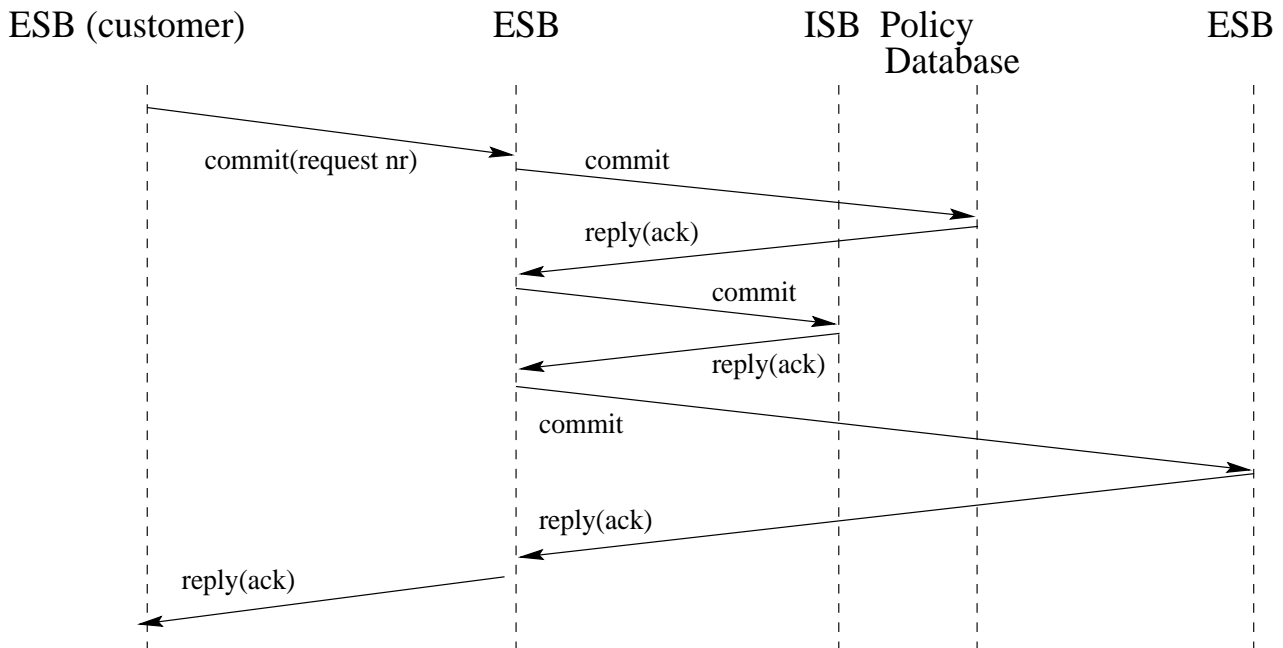 ESB (customer)
ESB
ISB
Policy
Database
ESB
commit(request nr)
commit
reply(ack)
commit
reply(ack)
commit
reply(ack)
reply(ack)